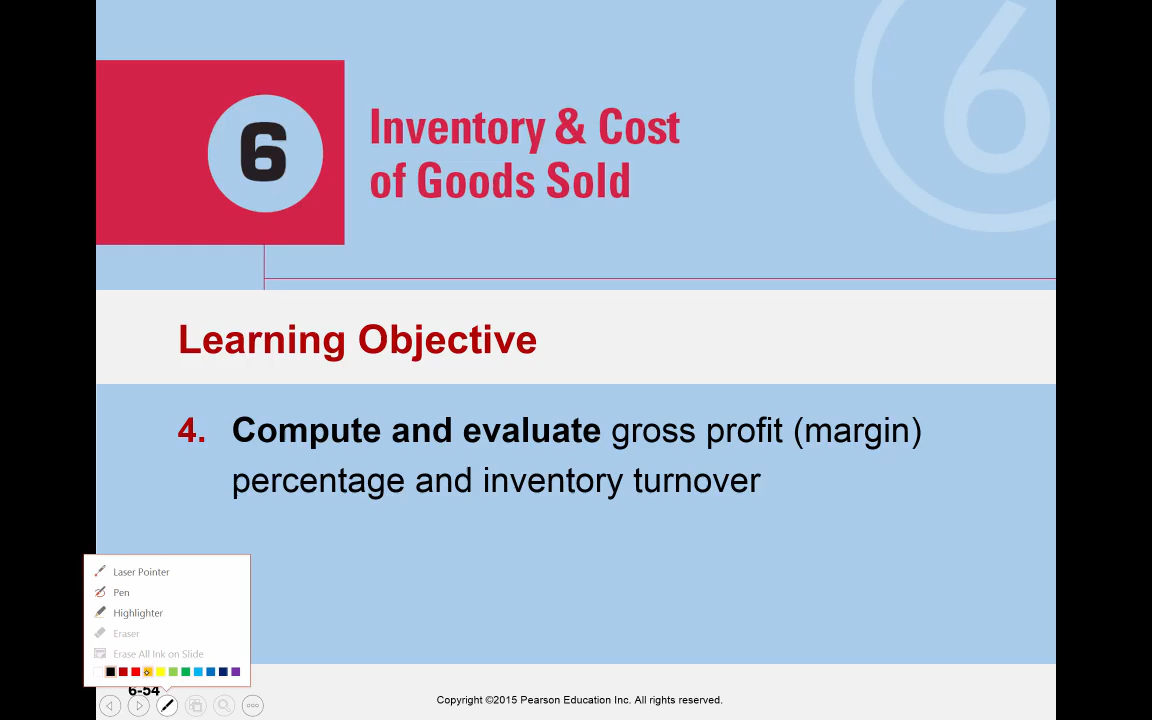 6
6
Inventory & Cost
of Goods Sold
Learning Objective
4. Compute and evaluate gross profit (margin)
percentage and inventory turnover
Laser Pointer
Pen
Highlighter
Eraser
Erase All Ink on Slide
6-54
Copyright ©2015 Pearson Education Inc. All rights reserved.